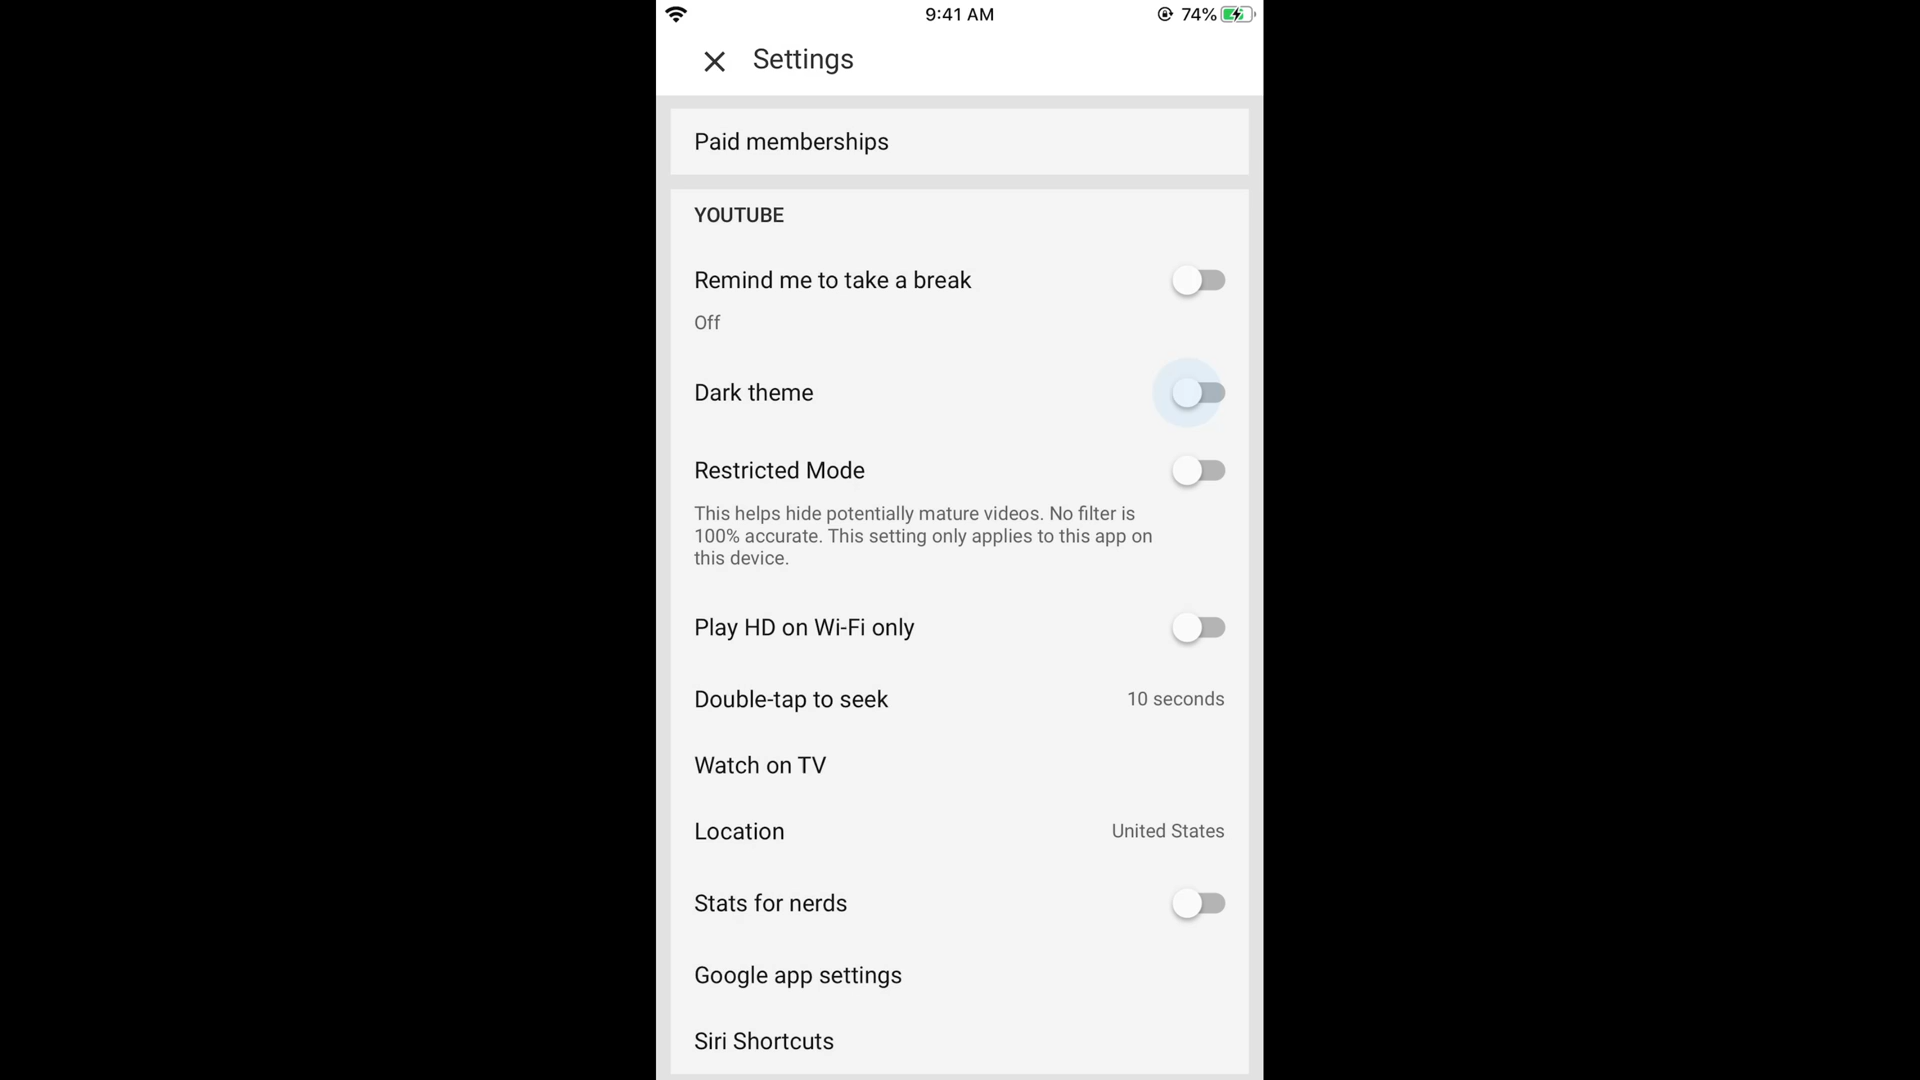 9:41 AM
74%
Settings
Paid memberships
YOUTUBE
Remind me to take a break
Off
Dark theme
Restricted Mode
This helps hide potentially mature videos. No filter is
100% accurate. This setting only applies to this app on
this device.
Play HD on Wi-Fi only
Double-tap to seek 10 seconds
Watch on TV
Location United States
Stats for nerds
Google app settings
Siri Shortcuts